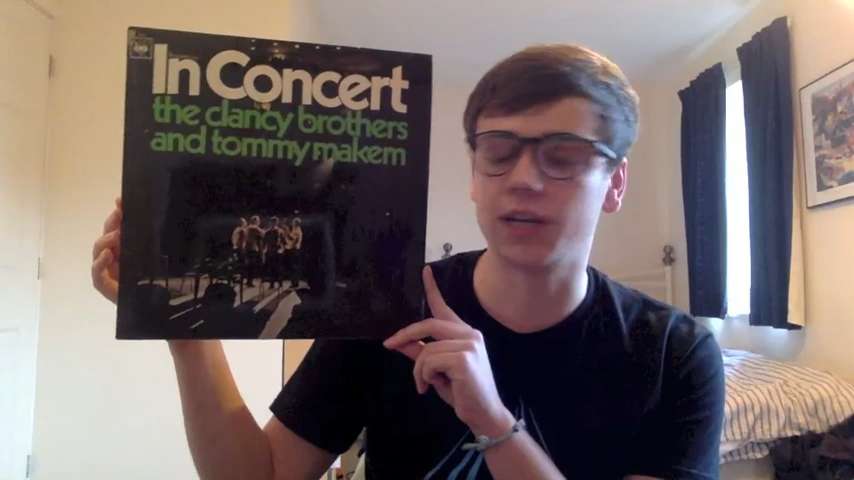 In Concert
the clancy brothers
and tommy makem